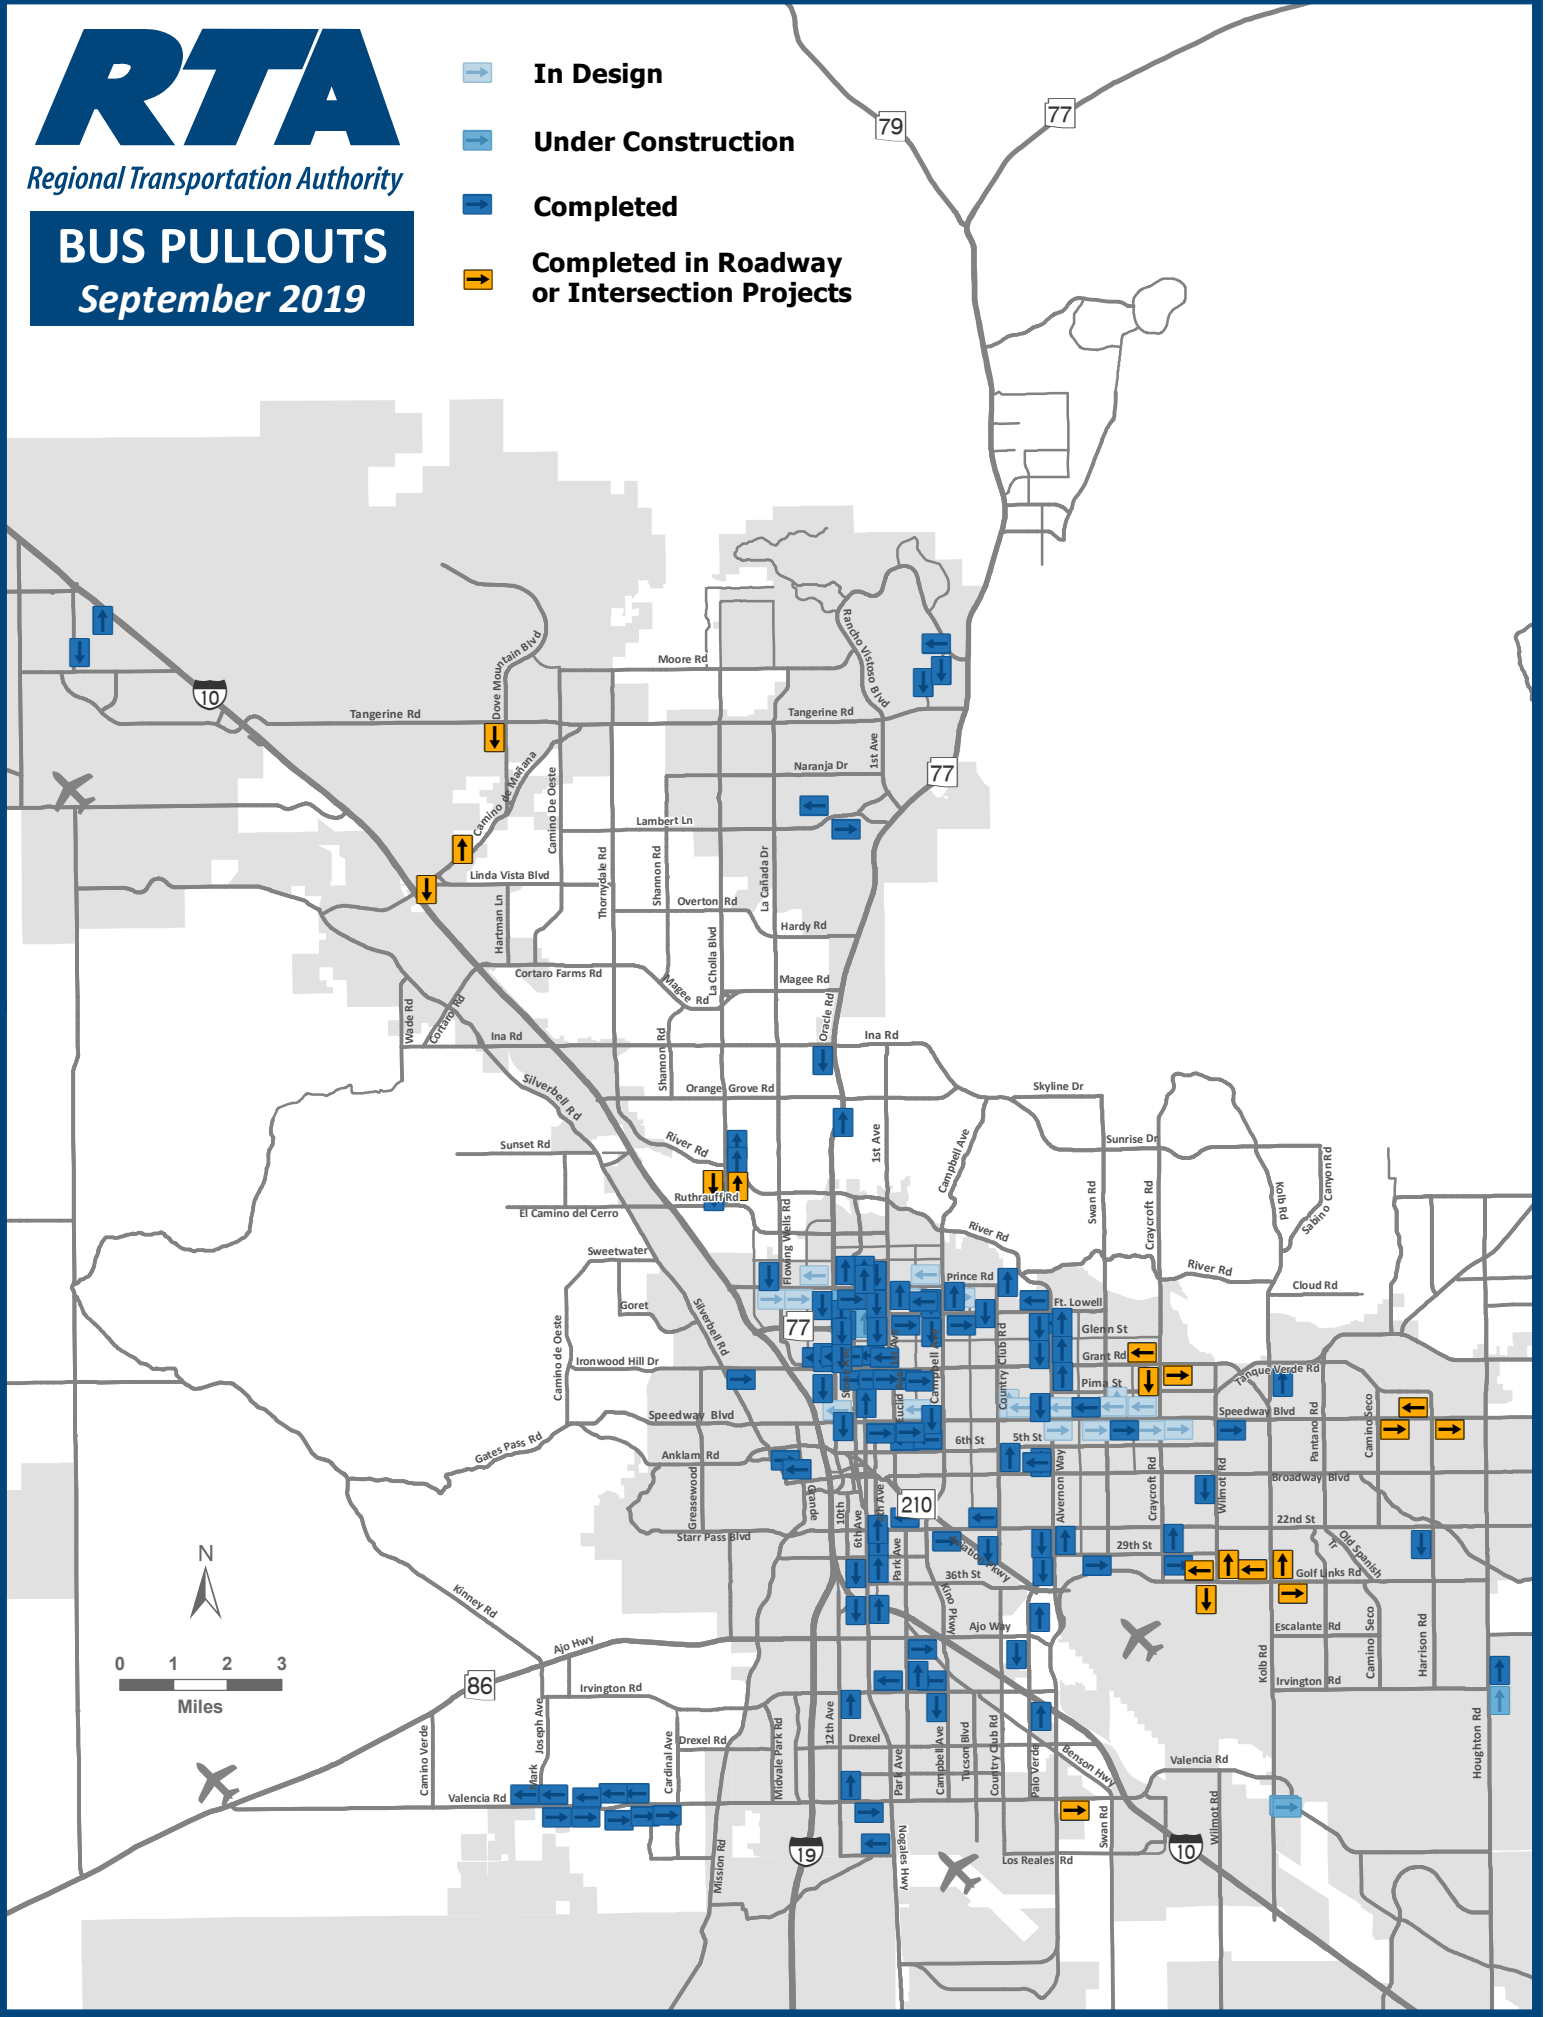 RTA
Regional Transportation Authority
BUS PULLOUTS
September 2019
In Design
Under Construction
Completed
Completed in Roadway
or Intersection Projects
79
77
10
Moore Rd
Dove Mountain Blvd
Rancho Vistoso Blvd
Tangerine Rd
Tangerine Rd
1st Ave
Naranja Dr
77
Camino de Mañana
Camino De Oeste
Lambert Ln
Linda Vista Blvd
Thornydale Rd
Shannon Rd
La Cañada Dr
Overton Rd
Hartman Ln
Hardy Rd
La Cholla Blvd
Cortaro Farms Rd
Magee Rd
Magee Rd
Wade Rd
Cortaro Rd
Oracle Rd
Ina Rd
Ina Rd
Shannon Rd
Silverbell Rd
Orange Grove Rd
Skyline Dr
Sunset Rd
River Rd
1st Ave
Campbell Ave
Sunrise Dr
Swan Rd
Craycroft Rd
Kolb Rd
Sabino Canyon Rd
Ruthrauff Rd
El Camino del Cerro
Flowing Wells Rd
River Rd
Sweetwater
River Rd
Prince Rd
Cloud Rd
Goret
Silverbell Rd
77
Ft. Lowell
Glenn St
Camino de Oeste
Ironwood Hill Dr
Campbell Ave
Country Club Rd
Grant Rd
Tanque Verde Rd
Pima St
Speedway Blvd
Euclid
Speedway Blvd
Pantano Rd
Camino Seco
Gates Pass Rd
Anklam Rd
6th St
5th St
Greasewood
Grande
Alvernon Way
Craycroft Rd
Wilmot Rd
Broadway Blvd
210
10th
6th Ave
Starr Pass Blvd
22nd St
Park Ave
29th St
Old Spanish
Tr
36th St
Golf Links Rd
N
Kinney Rd
Kino Pkwy
Ajo Way
Escalante Rd
Ajo Hwy
Camino Seco
Harrison Rd
Kolb Rd
0 1 2 3
Miles
86
Irvington Rd
Irvington Rd
Joseph Ave
Mark
Camino Verde
Cardinal Ave
Drexel Rd
Midvale Park Rd
12th Ave
Drexel
Park Ave
Campbell Ave
Tucson Blvd
Country Club Rd
Palo Verde
Benson Hwy
Valencia Rd
Houghton Rd
Valencia Rd
Swan Rd
Wilmot Rd
Mission Rd
19
Nogales Hwy
Los Reales Rd
10